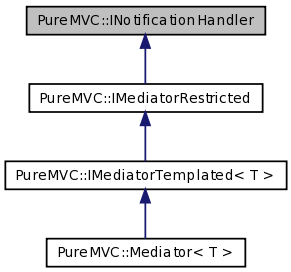 PureMVC::INotificationHandler
PureMVC::IMediatorRestricted
PureMVC::IMediatorTemplated< T >
PureMVC::Mediator< T >